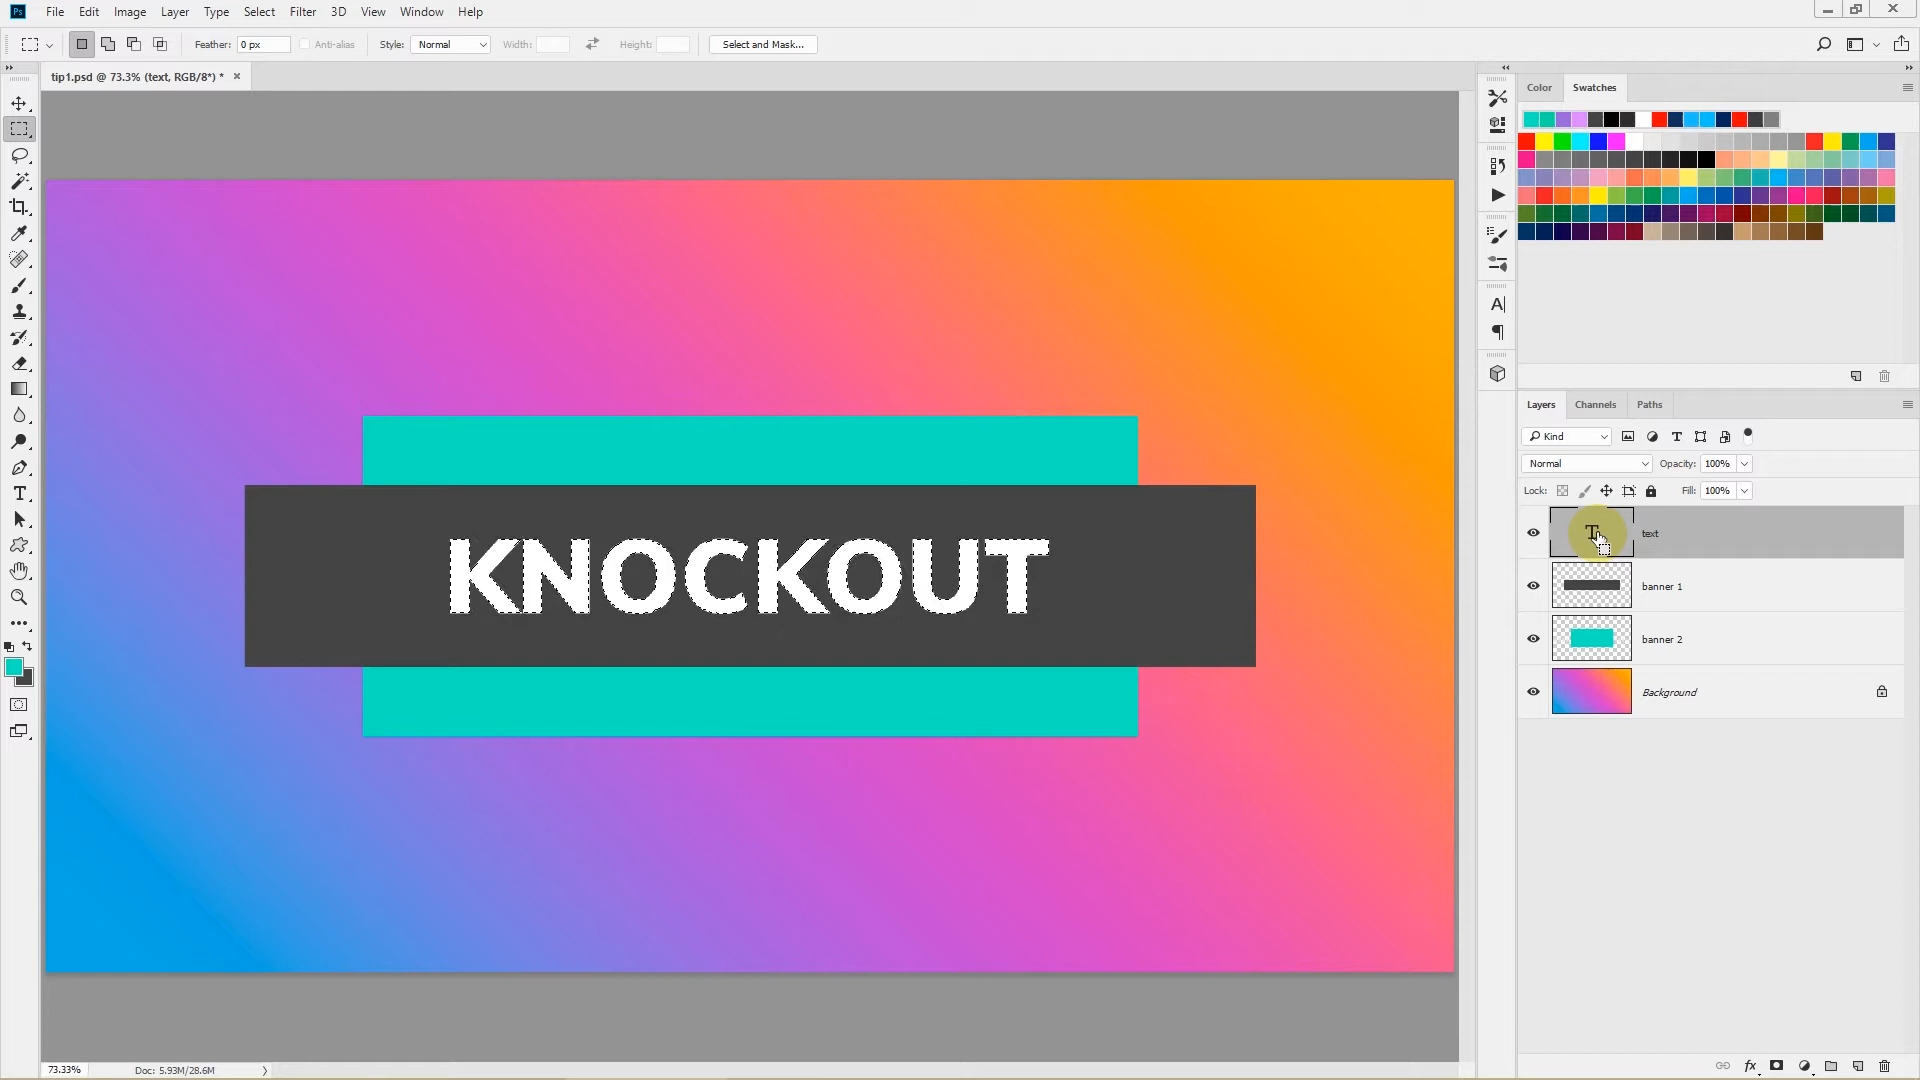 Ps File Edit Image Layer Type Select Filter 3D View Window Help
Feather: 0 px Anti-alias Style: Normal Width: Height: Select and Mask...
tip1.psd @ 73.3% (text, RGB/8*) * ×
Color Swatches
KNOCKOUT
Layers Channels Paths
Kind
Normal Opacity: 100%
Lock: Fill: 100%
text
banner 1
banner 2
Background
fx
73.33% Doc: 5.93M/28.6M